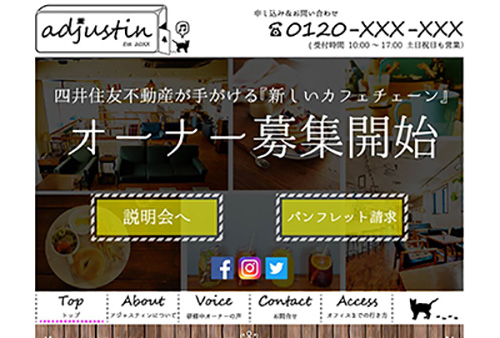 adjustin
Est 20XX
申し込み&お問い合わせ
☎0120-XXX-XXX
(受付時間 10:00~17:00 土日祝日も営業)
四井住友不動産が手がける『新しいカフェチェーン』
オーナー募集開始
説明会へ
パンフレット請求
Top
About
Voice
Contact
Access
トップ
アジャスティンについて
研修中オーナーの声
お問合せ
オフィスまでの行き方